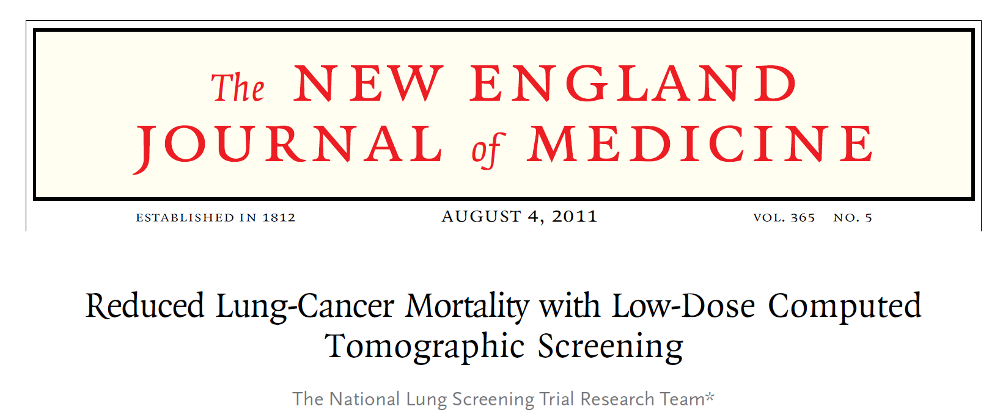 The NEW ENGLAND
JOURNAL of MEDICINE
ESTABLISHED IN 1812 AUGUST 4, 2011 VOL. 365 NO. 5
Reduced Lung-Cancer Mortality with Low-Dose Computed
Tomographic Screening
The National Lung Screening Trial Research Team*